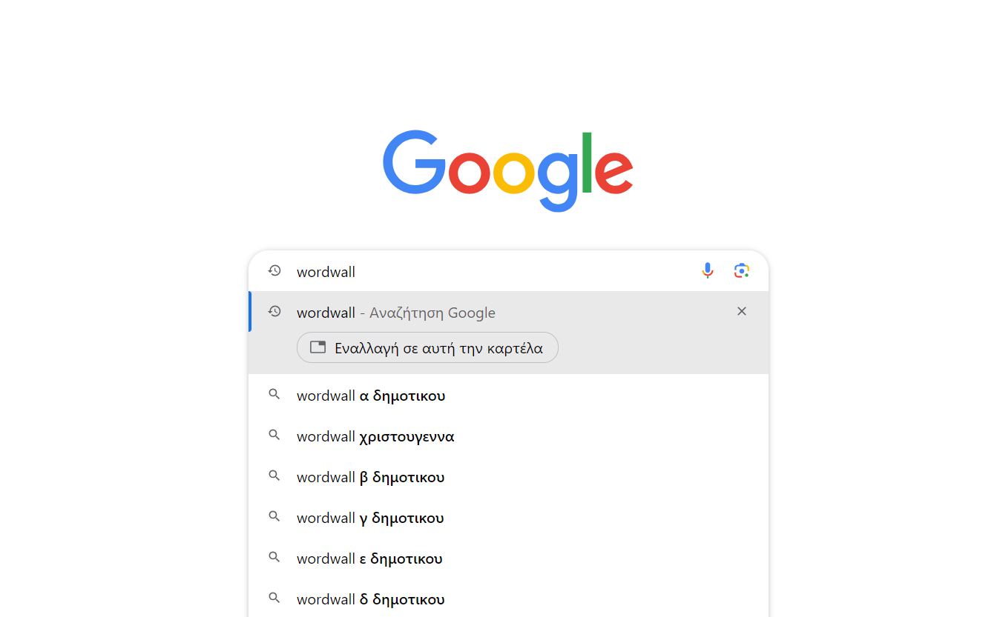 Google
wordwall
wordwall - Αναζήτηση Google
Εναλλαγή σε αυτή την καρτέλα
wordwall α δημοτικου
wordwall χριστουγεννα
wordwall β δημοτικου
wordwall γ δημοτικου
wordwall ε δημοτικου
wordwall δ δημοτικου